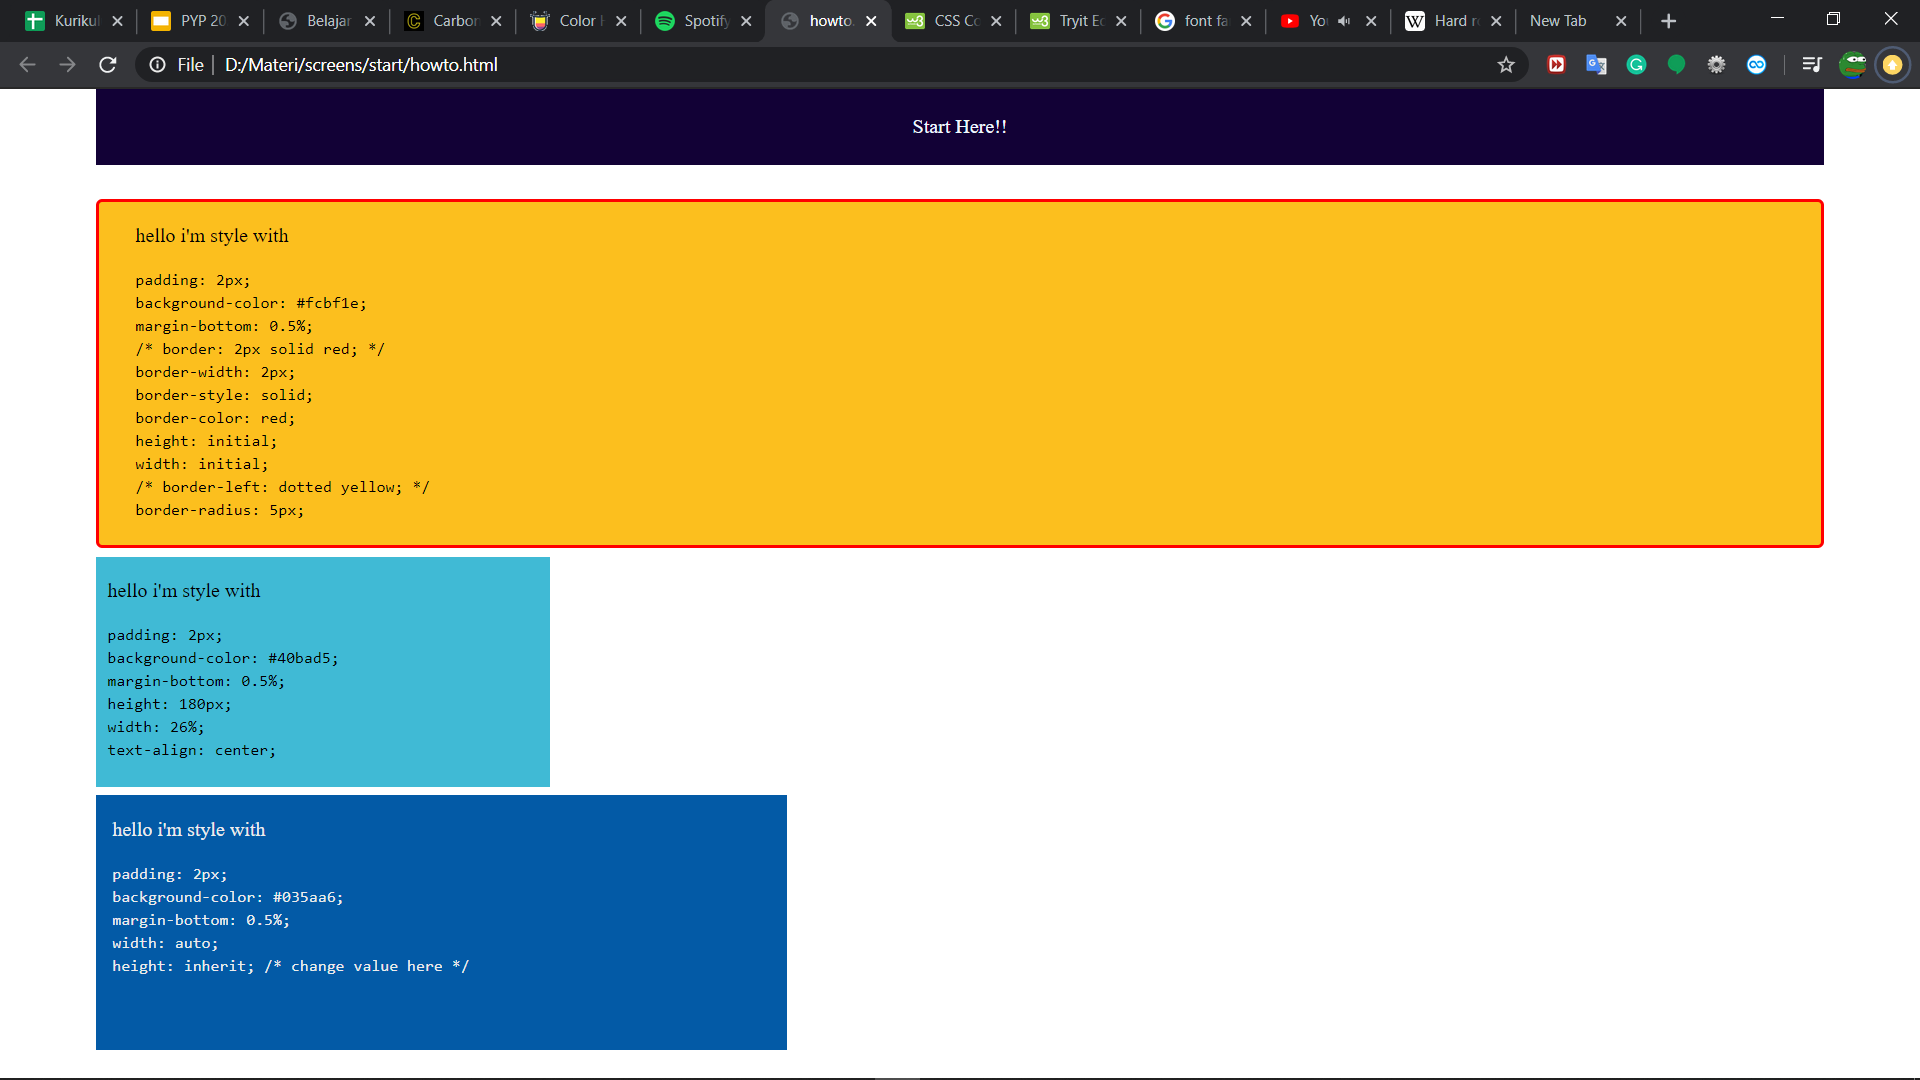 Kurikul
PYP 20
Belajar
Carbon
Color
Spotify
howto.
CSS Co
Tryit Ed
font fa
You
Hard re
New Tab
File
D:/Materi/screens/start/howto.html
Start Here!!
hello i'm style with
padding: 2px;
background-color: #fcbf1e;
margin-bottom: 0.5%;
/* border: 2px solid red; */
border-width: 2px;
border-style: solid;
border-color: red;
height: initial;
width: initial;
/* border-left: dotted yellow; */
border-radius: 5px;
hello i'm style with
padding: 2px;
background-color: #40bad5;
margin-bottom: 0.5%;
height: 180px;
width: 26%;
text-align: center;
hello i'm style with
padding: 2px;
background-color: #035aa6;
margin-bottom: 0.5%;
width: auto;
height: inherit; /* change value here */